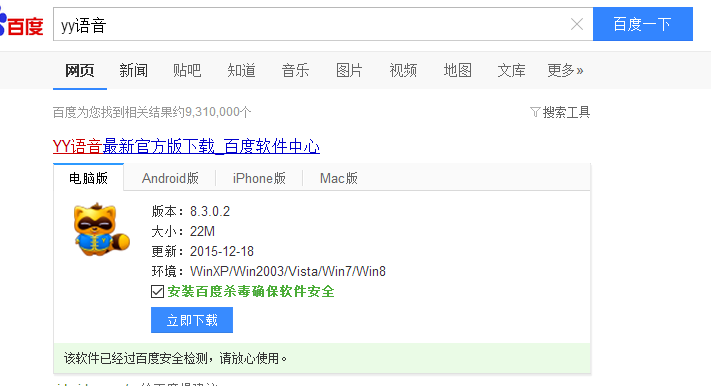 百度 yy语音 百度一下
网页 新闻 贴吧 知道 音乐 图片 视频 地图 文库 更多»
百度为您找到相关结果约9,310,000个 搜索工具
YY语音最新官方版下载_百度软件中心
电脑版 Android版 iPhone版 Mac版
版本：8.3.0.2
大小：22M
更新：2015-12-18
环境：WinXP/Win2003/Vista/Win7/Win8
安装百度杀毒确保软件安全
立即下载
该软件已经过百度安全检测，请放心使用。